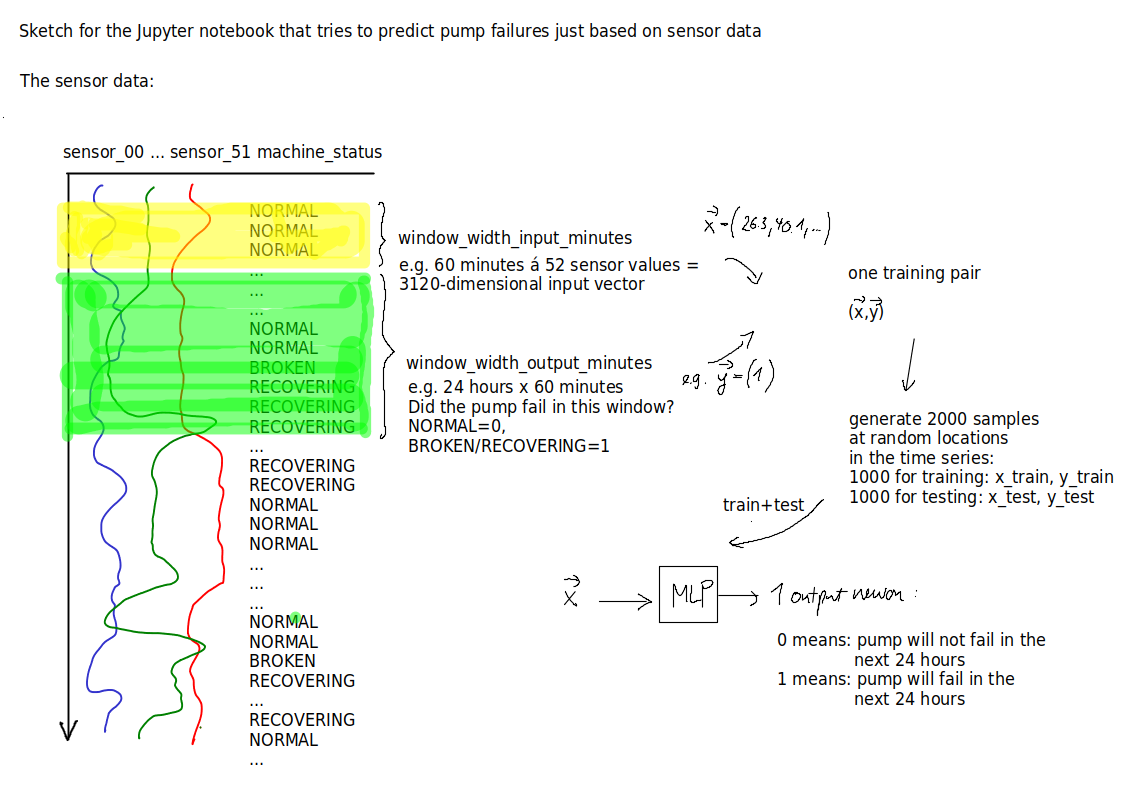 Sketch for the Jupyter notebook that tries to predict pump failures just based on sensor data
The sensor data:
sensor_00 ... sensor_51 machine_status
NORMAL
NORMAL
NORMAL
...
...
...
NORMAL
NORMAL
BROKEN
RECOVERING
RECOVERING
RECOVERING
...
RECOVERING
RECOVERING
NORMAL
NORMAL
NORMAL
...
...
...
NORMAL
NORMAL
BROKEN
RECOVERING
...
RECOVERING
NORMAL
...
window_width_input_minutes
e.g. 60 minutes á 52 sensor values =
3120-dimensional input vector
window_width_output_minutes
e.g. 24 hours x 60 minutes
Did the pump fail in this window?
NORMAL=0,
BROKEN/RECOVERING=1
x=(26.3,40.1,...)
e.g. y=(1)
one training pair
(x,y)
generate 2000 samples
at random locations
in the time series:
1000 for training: x_train, y_train
1000 for testing: x_test, y_test
train+test
x
MLP
1 output neuron:
0 means: pump will not fail in the
next 24 hours
1 means: pump will fail in the
next 24 hours